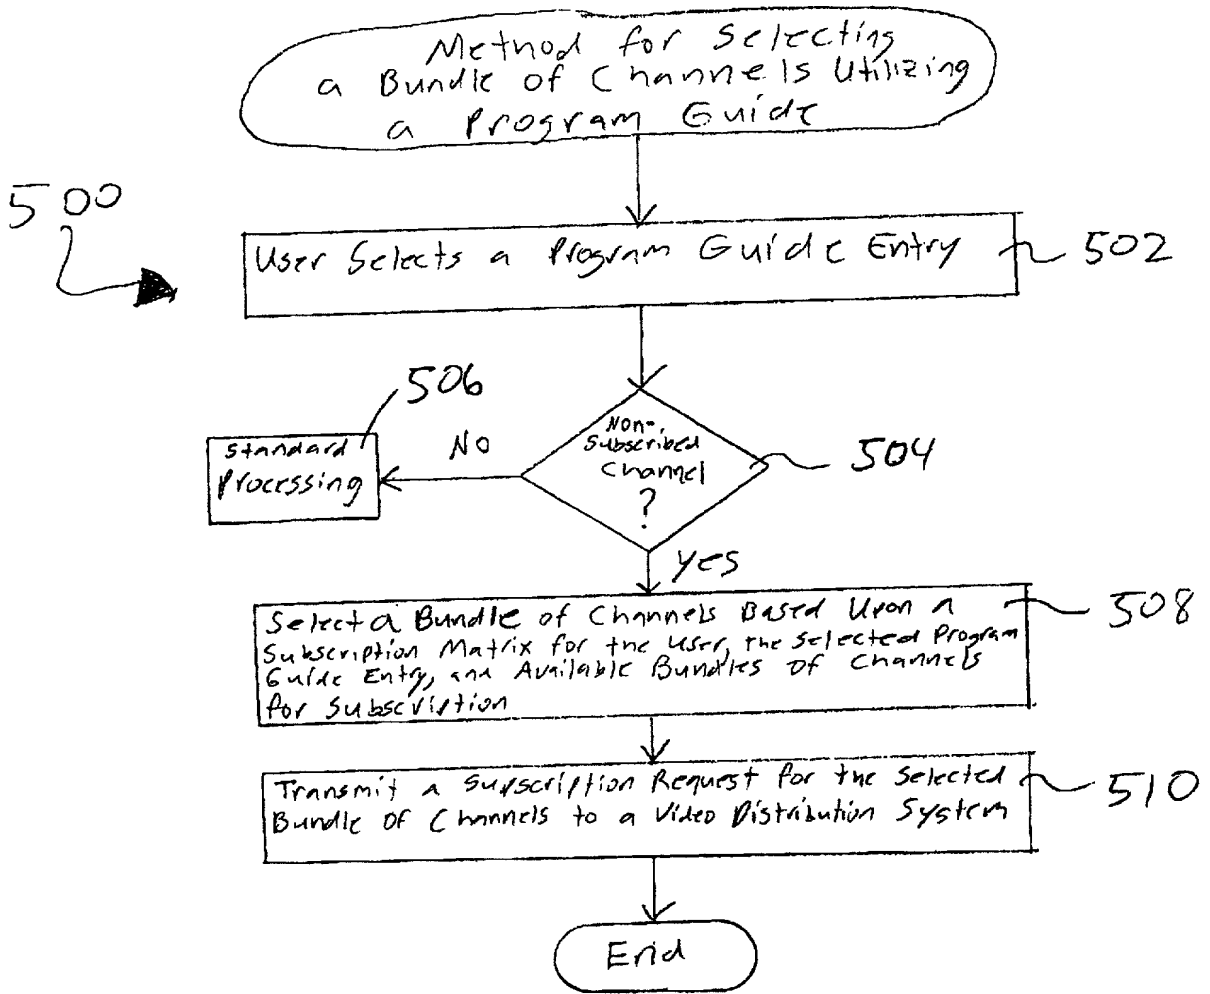 Method for Selecting
a Bundle of Channels Utilizing
a Program Guide
500
User Selects a Program Guide Entry
502
506
Standard
Processing
No
Non-
Subscribed
Channel
?
504
Yes
Select a Bundle of Channels Based Upon a
Subscription Matrix for the User, the Selected Program
Guide Entry, and Available Bundles of Channels
for Subscription
508
Transmit a Subscription Request for the Selected
Bundle of Channels to a Video Distribution System
510
End